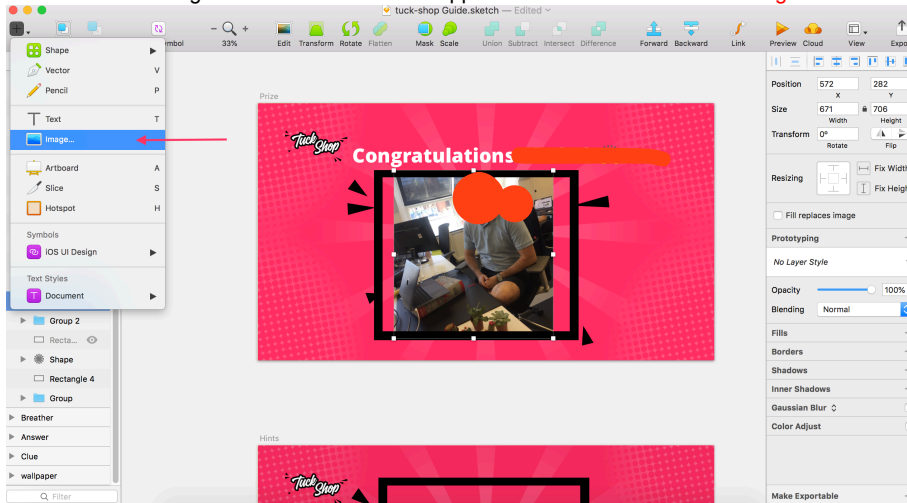 tuck-shop Guide.sketch — Edited
33%
Edit Transform Rotate Flatten Mask Scale Union Subtract Intersect Difference Forward Backward Link Preview Cloud View
Shape
Vector V
Pencil P
Text T
Image...
Artboard A
Slice S
Hotspot H
Symbols
iOS UI Design
Text Styles
Document
Group 2
Shape
Rectangle 4
Group
Breather
Answer
Clue
wallpaper
Filter
Prize
Tuck
Shop
Congratulations
Hints
Tuck
Shop
Position 572 282
X Y
Size 671 706
Width Height
Transform 0°
Rotate Flip
Resizing Fix Width
Fix Height
Fill replaces image
Prototyping
No Layer Style
Opacity 100%
Blending Normal
Fills
Borders
Shadows
Inner Shadows
Gaussian Blur
Color Adjust
Make Exportable